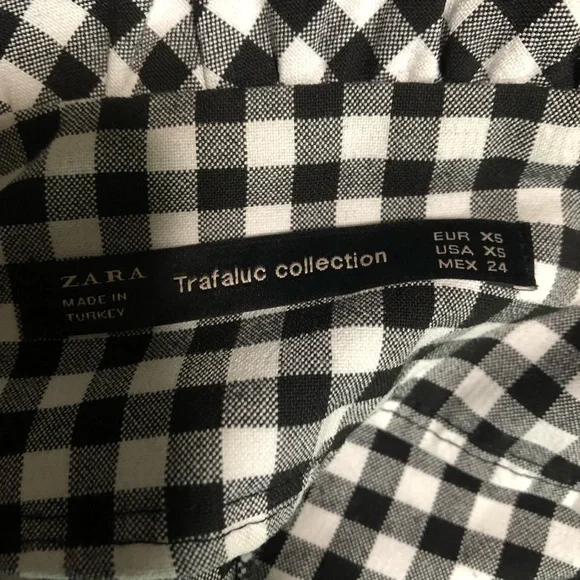 ZARA
MADE IN
TURKEY
Trafaluc collection
EUR XS
USA XS
MEX 24